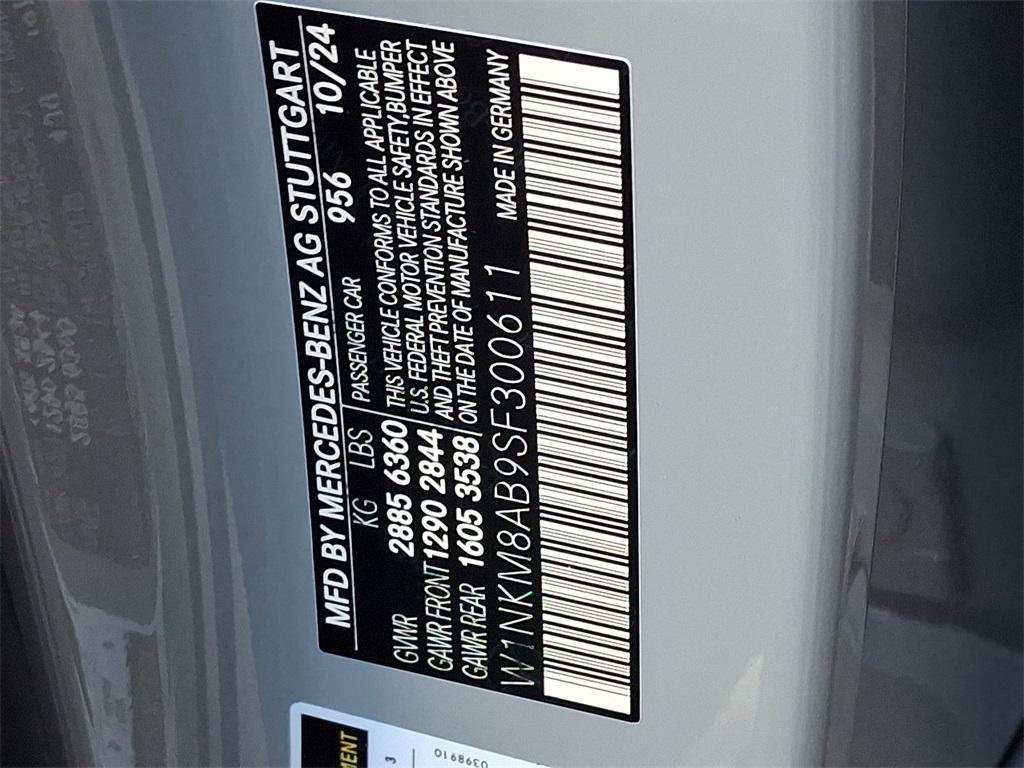 MFD BY MERCEDES-BENZ AG STUTTGART
KG LBS PASSENGER CAR 956 10/24
GVWR 2885 6360 THIS VEHICLE CONFORMS TO ALL APPLICABLE
GAWR FRONT 1290 2844 U.S. FEDERAL MOTOR VEHICLE SAFETY,BUMPER
GAWR REAR 1605 3538 AND THEFT PREVENTION STANDARDS IN EFFECT
ON THE DATE OF MANUFACTURE SHOWN ABOVE
W1NKM8AB9SF300611 MADE IN GERMANY
3
0398910